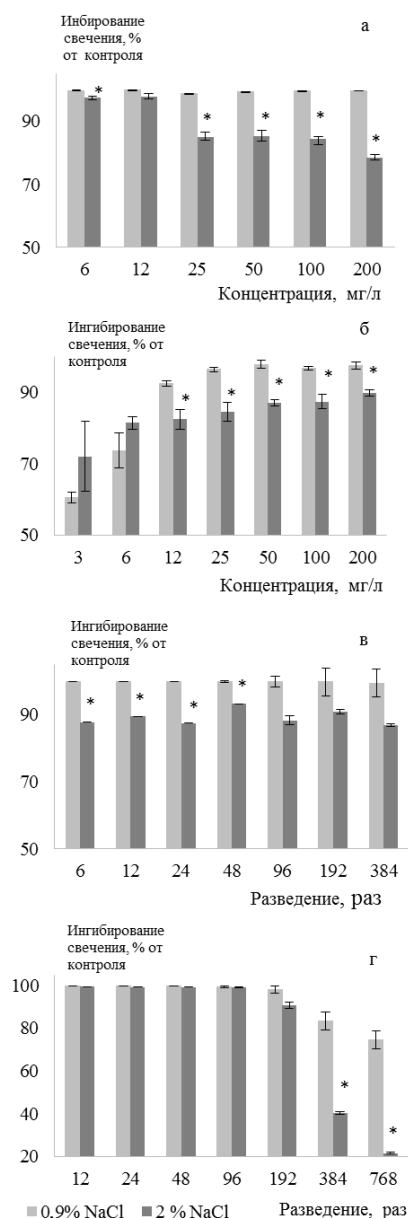 Инбирование
свечения, %
от контроля
а
*
*
*
*
*
90
70
50
6 12 25 50 100 200
Концентрация, мг/л
Ингибирование
свечения, % от
контроля
б
*
*
*
*
*
90
70
50
3 6 12 25 50 100 200
Концентрация, мг/л
Ингибирование
свечения, % от
контроля
в
*
*
*
*
90
70
50
6 12 24 48 96 192 384
Разведение, раз
Ингибирование
свечения, % от
контроля
г
100
80
60
*
40
*
20
12 24 48 96 192 384 768
0,9% NaCl 2 % NaCl Разведение, раз